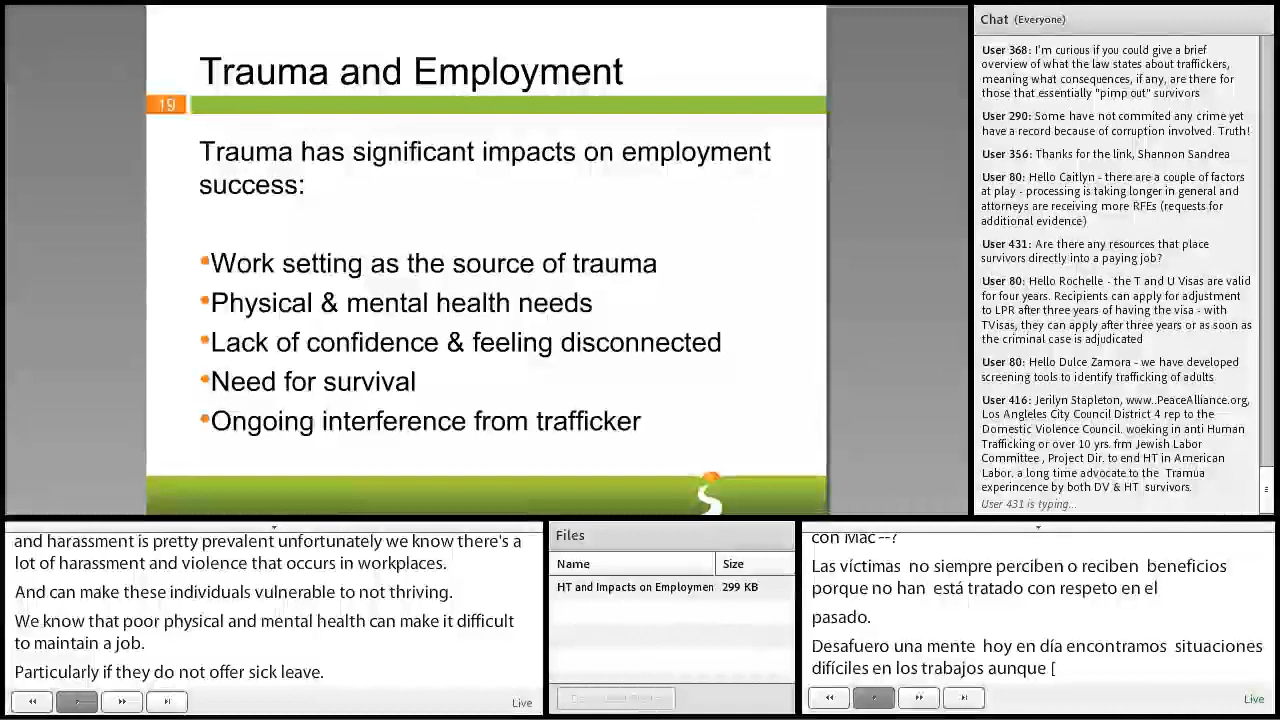 Trauma and Employment
19
Trauma has significant impacts on employment
success:
Work setting as the source of trauma
Physical & mental health needs
Lack of confidence & feeling disconnected
Need for survival
Ongoing interference from trafficker
Chat (Everyone)
User 368: I'm curious if you could give a brief
overview of what the law states about traffickers,
meaning what consequences, if any, are there for
those that essentially "pimp out" survivors
User 290: Some have not commited any crime yet
have a record because of corruption involved. Truth!
User 356: Thanks for the link, Shannon Sandrea
User 80: Hello Caitlyn - there are a couple of factors
at play - processing is taking longer in general and
attorneys are receiving more RFEs (requests for
additional evidence)
User 431: Are there any resources that place
survivors directly into a paying job?
User 80: Hello Rochelle - the T and U Visas are valid
for four years. Recipients can apply for adjustment
to LPR after three years of having the visa - with
TVisas, they can apply after three years or as soon as
the criminal case is adjudicated
User 80: Hello Dulce Zamora - we have developed
screening tools to identify trafficking of adults
User 416: Jerilyn Stapleton, www..PeaceAlliance.org,
Los Angeles City Council District 4 rep to the
Domestic Violence Council. woeking in anti Human
Trafficking or over 10 yrs. frm Jewish Labor
Committee , Project Dir. to end HT in American
Labor. a long time advocate to the Tramua
experincence by both DV & HT survivors.
User 431 is typing...
and harassment is pretty prevalent unfortunately we know there's a
lot of harassment and violence that occurs in workplaces.
And can make these individuals vulnerable to not thriving.
We know that poor physical and mental health can make it difficult
to maintain a job.
Particularly if they do not offer sick leave.
Live
Files
Name Size
HT and Impacts on Employmen 299 KB
con Mac --?
Las víctimas no siempre perciben o reciben beneficios
porque no han está tratado con respeto en el
pasado.
Desafuero una mente hoy en día encontramos situaciones
difíciles en los trabajos aunque [
Live